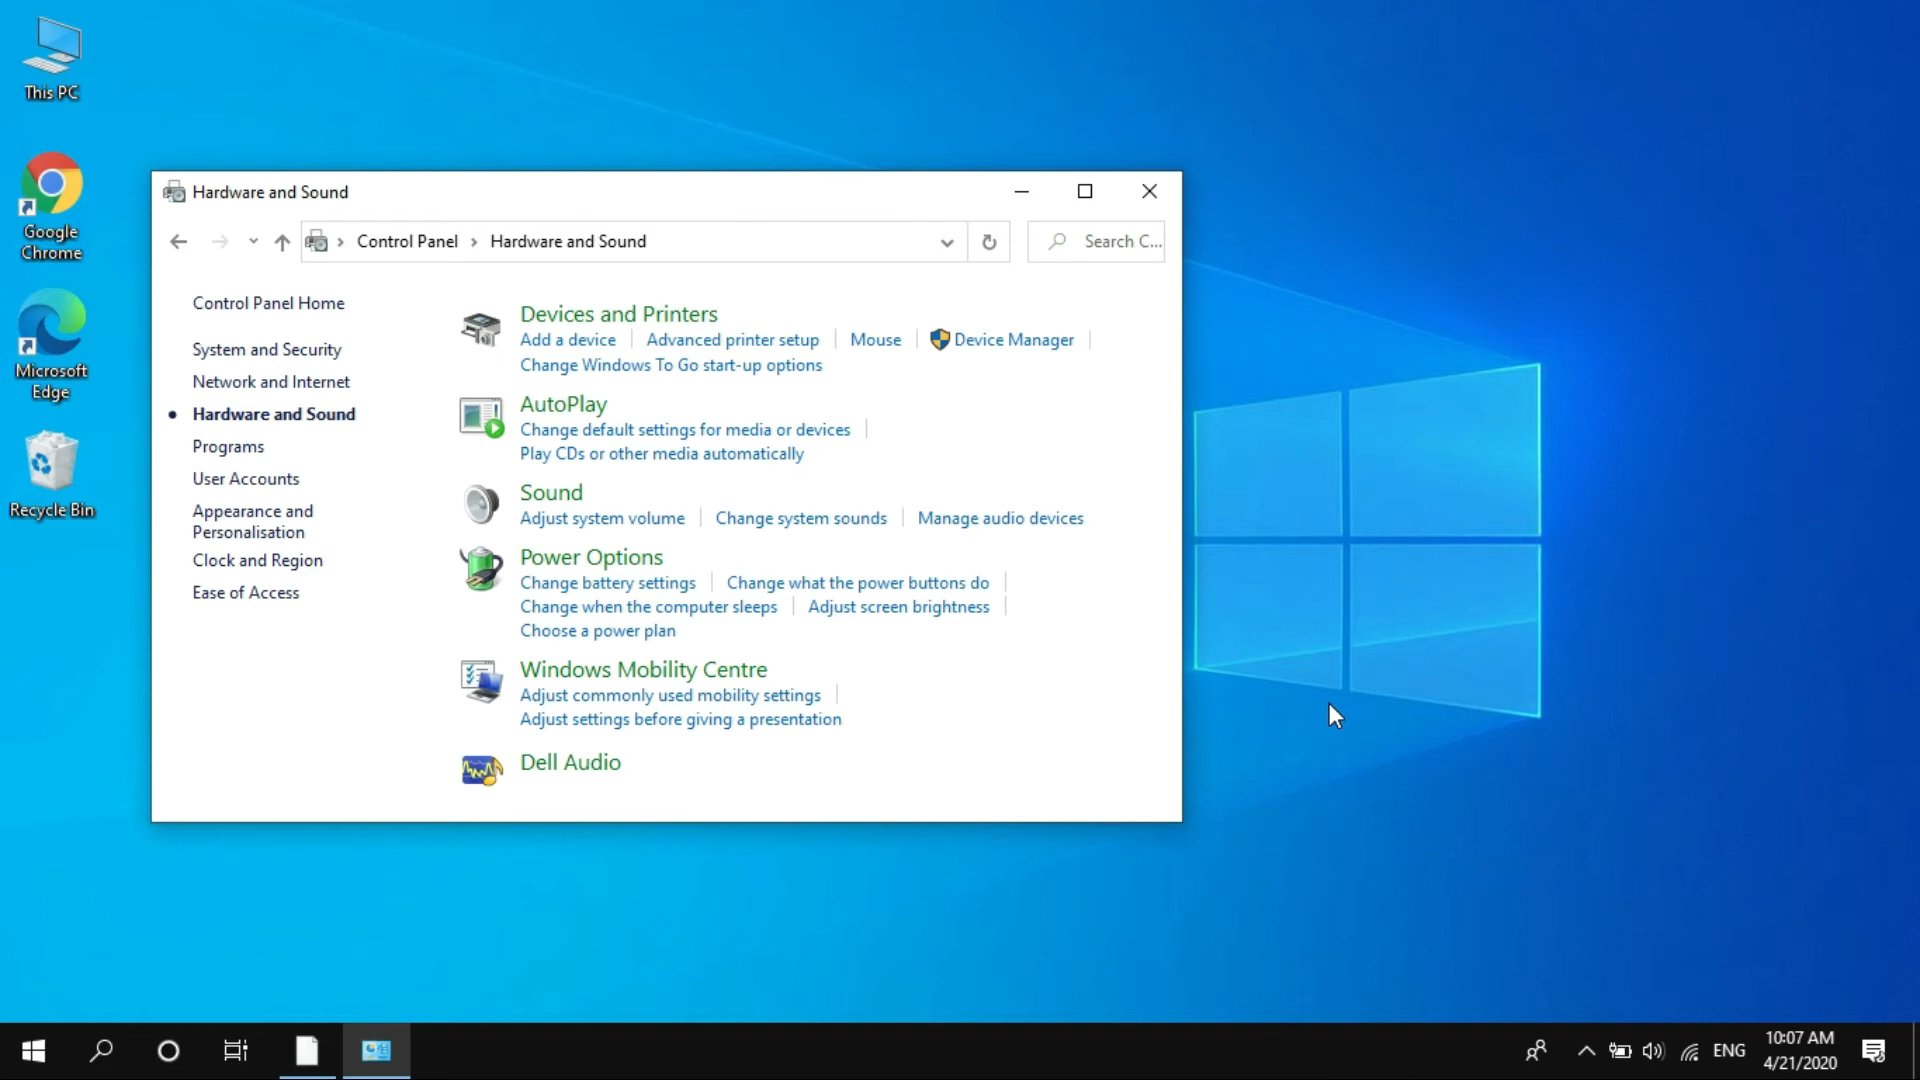 This PC
Google
Chrome
Microsoft
Edge
Recycle Bin
Hardware and Sound
Control Panel
Hardware and Sound
Search C...
Control Panel Home
System and Security
Network and Internet
Hardware and Sound
Programs
User Accounts
Appearance and
Personalisation
Clock and Region
Ease of Access
Devices and Printers
Add a device
Advanced printer setup
Mouse
Device Manager
Change Windows To Go start-up options
AutoPlay
Change default settings for media or devices
Play CDs or other media automatically
Sound
Adjust system volume
Change system sounds
Manage audio devices
Power Options
Change battery settings
Change what the power buttons do
Change when the computer sleeps
Adjust screen brightness
Choose a power plan
Windows Mobility Centre
Adjust commonly used mobility settings
Adjust settings before giving a presentation
Dell Audio
ENG
10:07 AM
4/21/2020